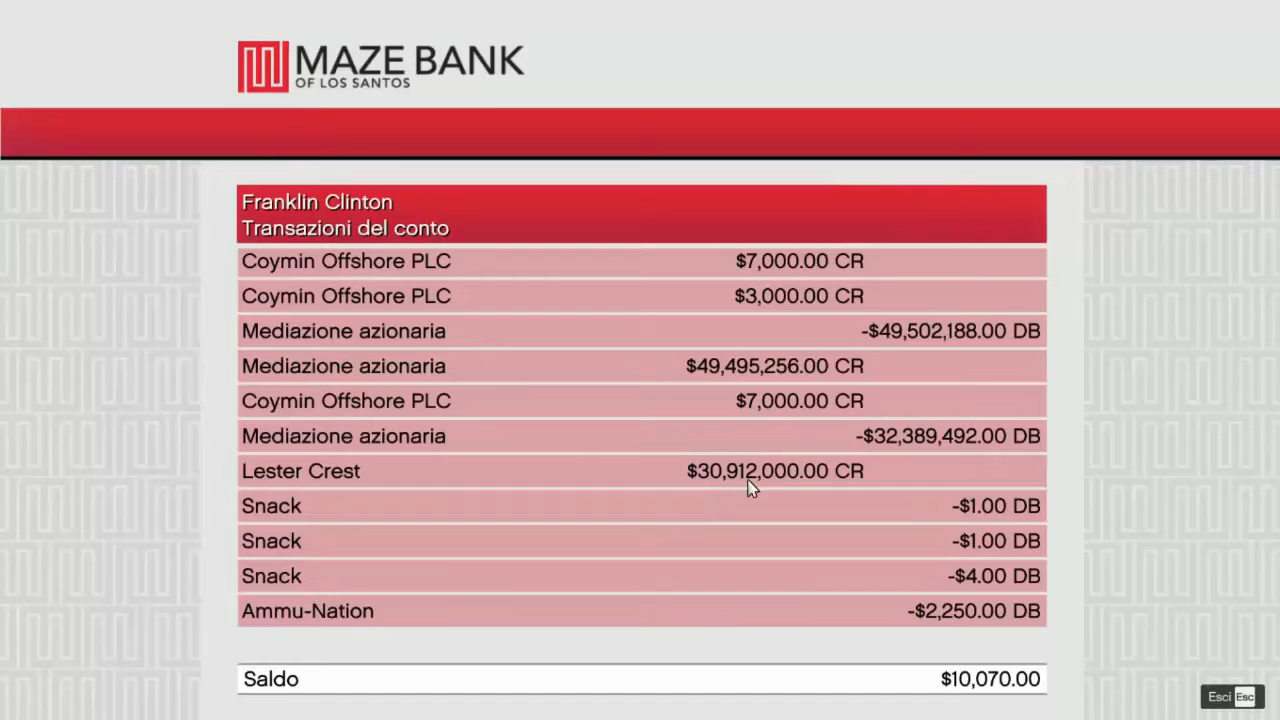 MAZE BANK
OF LOS SANTOS
Franklin Clinton
Transazioni del conto
Coymin Offshore PLC $7,000.00 CR
Coymin Offshore PLC $3,000.00 CR
Mediazione azionaria -$49,502,188.00 DB
Mediazione azionaria $49,495,256.00 CR
Coymin Offshore PLC $7,000.00 CR
Mediazione azionaria -$32,389,492.00 DB
Lester Crest $30,912,000.00 CR
Snack -$1.00 DB
Snack -$1.00 DB
Snack -$4.00 DB
Ammu-Nation -$2,250.00 DB
Saldo $10,070.00
Esci Esc